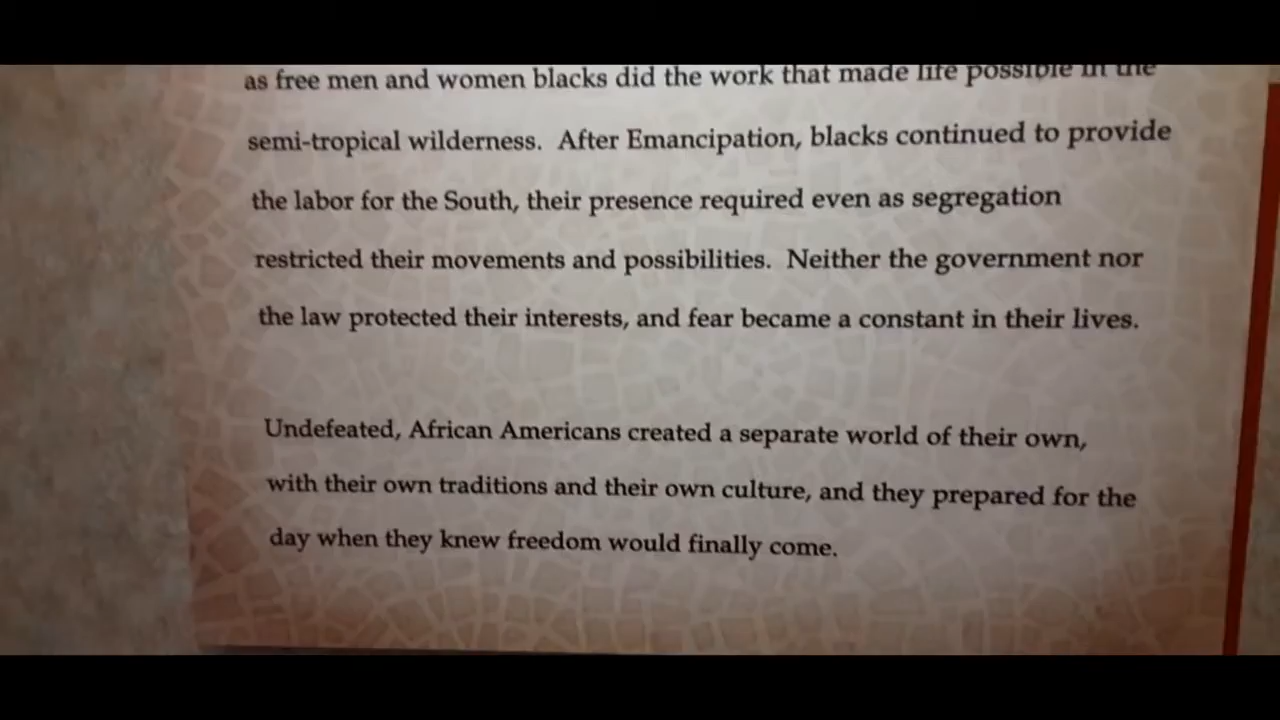 as free men and women blacks did the work that made life possible in the
semi-tropical wilderness. After Emancipation, blacks continued to provide
the labor for the South, their presence required even as segregation
restricted their movements and possibilities. Neither the government nor
the law protected their interests, and fear became a constant in their lives.
Undefeated, African Americans created a separate world of their own,
with their own traditions and their own culture, and they prepared for the
day when they knew freedom would finally come.